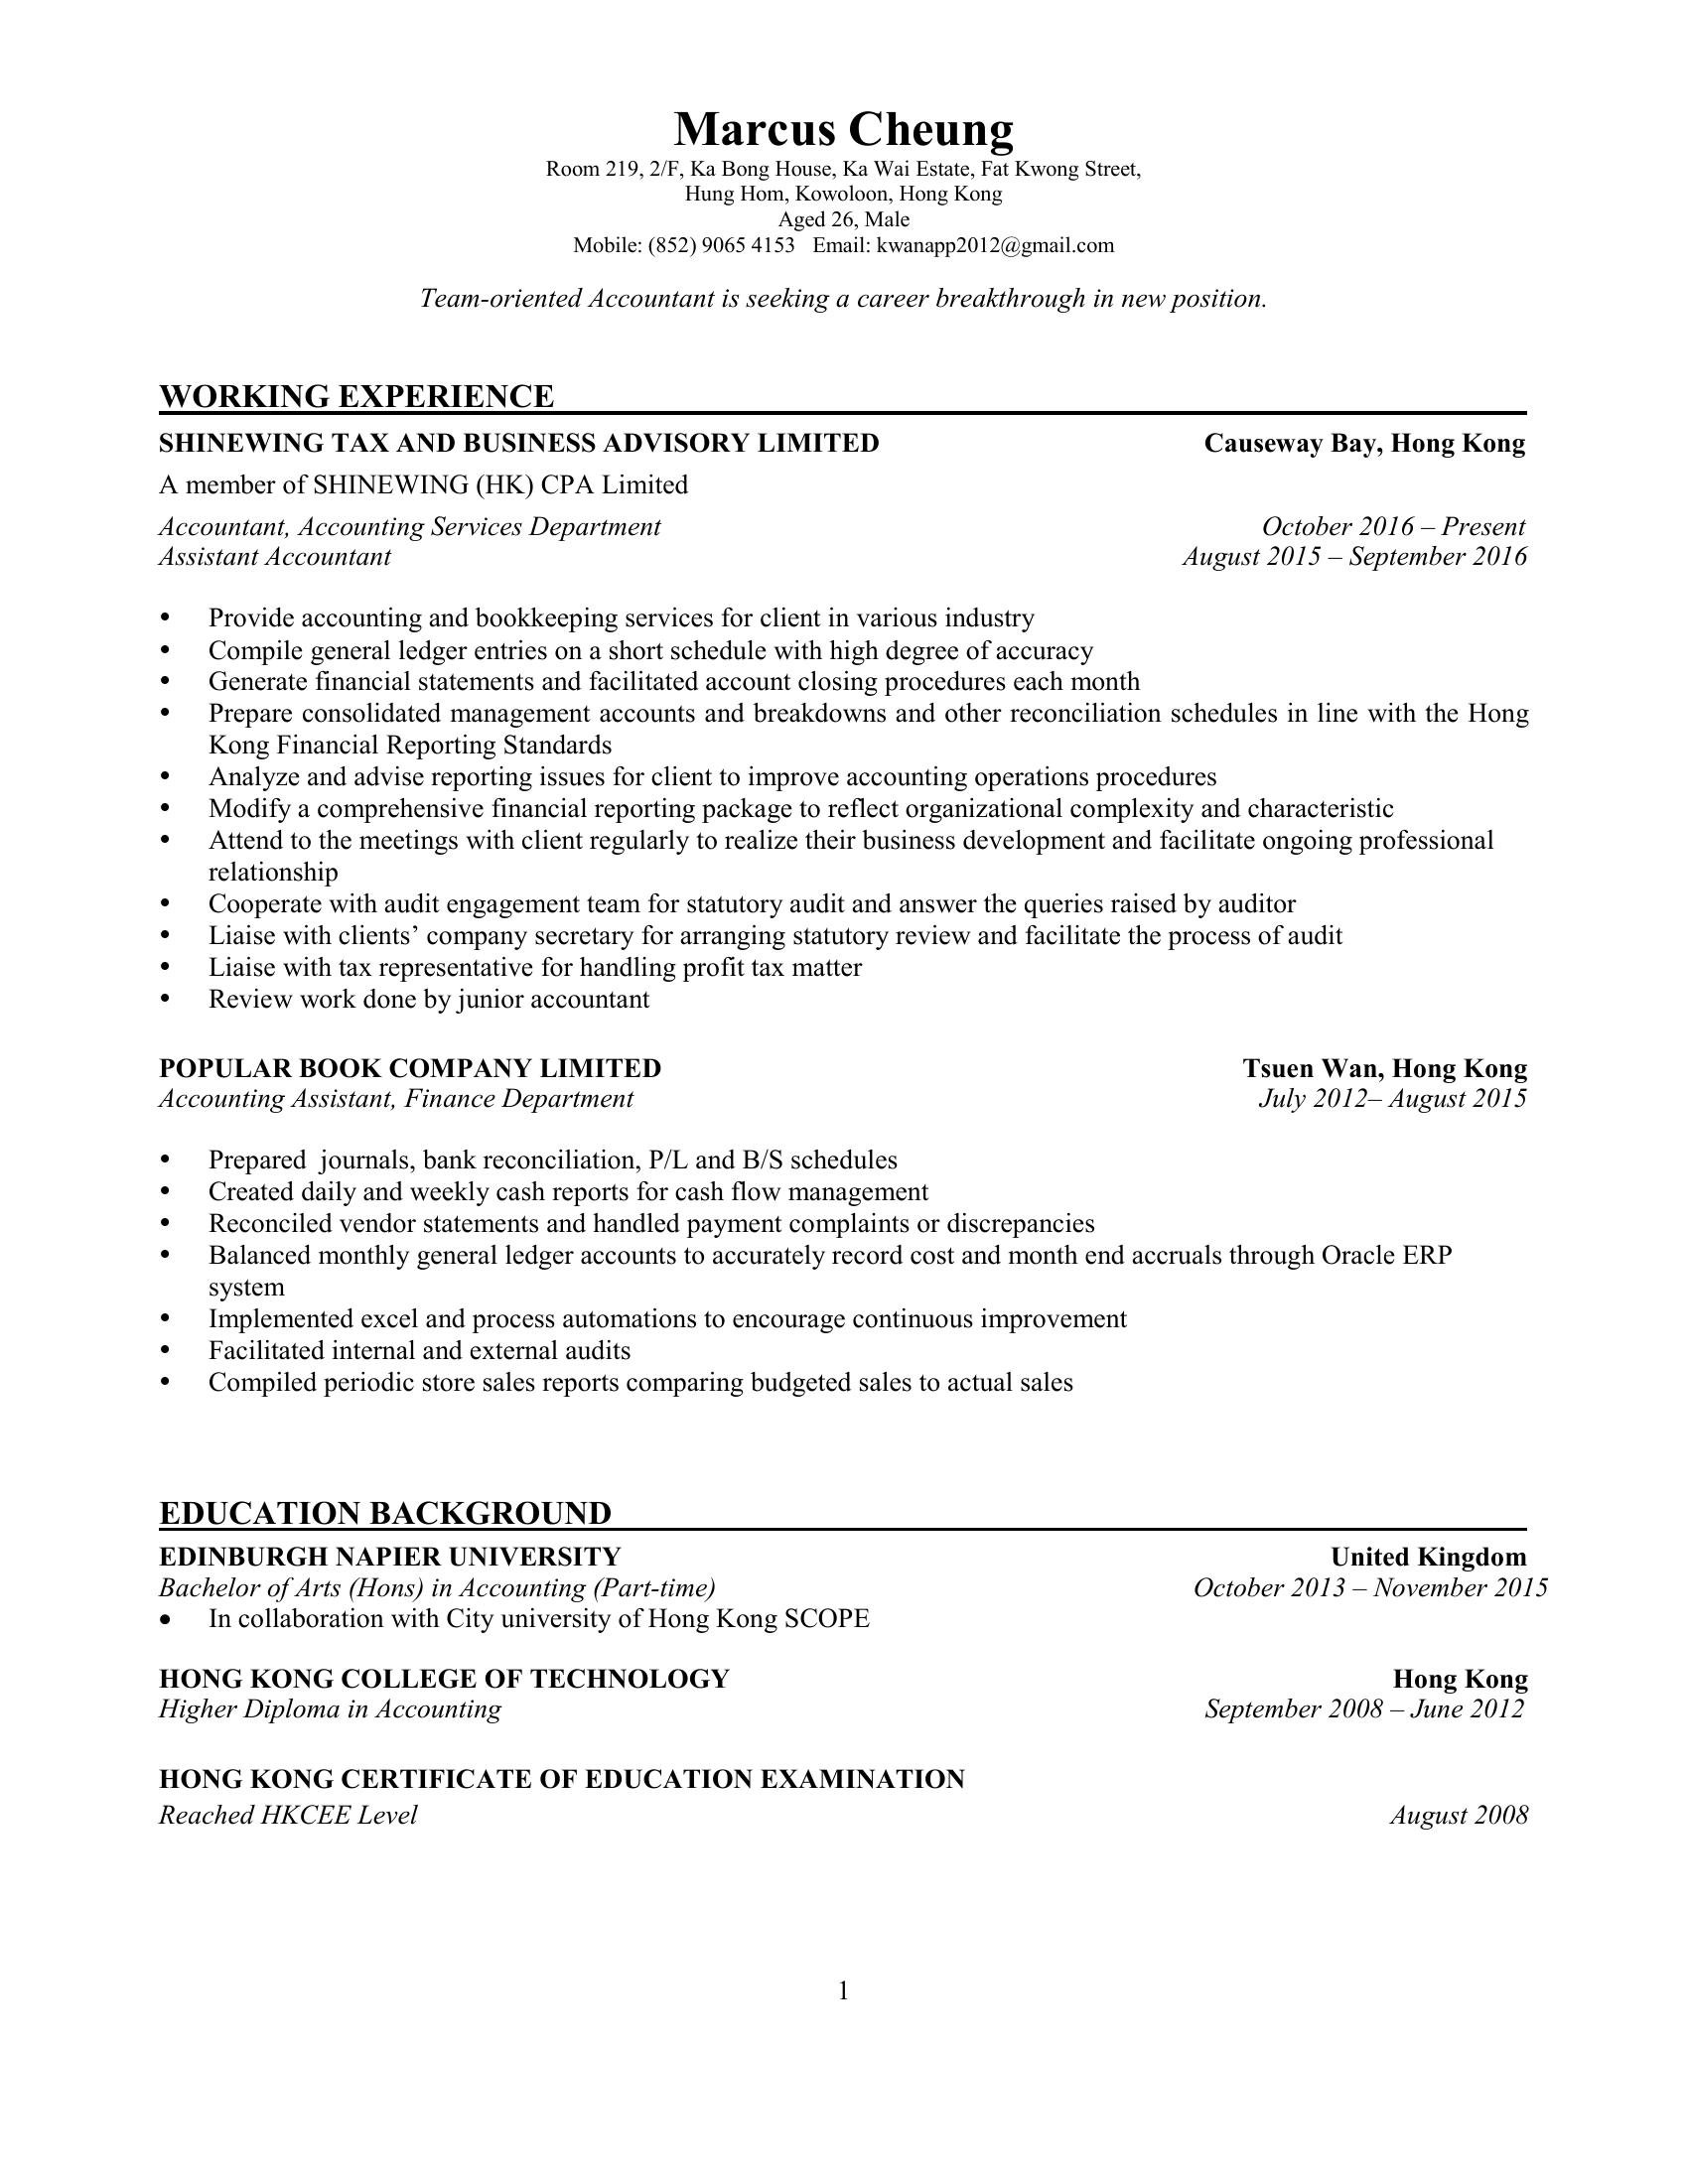 Marcus Cheung
Room 219, 2/F, Ka Bong House, Ka Wai Estate, Fat Kwong Street,
Hung Hom, Kowoloon, Hong Kong
Aged 26, Male
Mobile: (852) 9065 4153   Email: kwanapp2012@gmail.com
Team-oriented Accountant is seeking a career breakthrough in new position.
WORKING EXPERIENCE
SHINEWING TAX AND BUSINESS ADVISORY LIMITED Causeway Bay, Hong Kong
A member of SHINEWING (HK) CPA Limited
Accountant, Accounting Services Department October 2016 – Present
Assistant Accountant August 2015 – September 2016
• Provide accounting and bookkeeping services for client in various industry
• Compile general ledger entries on a short schedule with high degree of accuracy
• Generate financial statements and facilitated account closing procedures each month
• Prepare consolidated management accounts and breakdowns and other reconciliation schedules in line with the Hong
Kong Financial Reporting Standards
• Analyze and advise reporting issues for client to improve accounting operations procedures
• Modify a comprehensive financial reporting package to reflect organizational complexity and characteristic
• Attend to the meetings with client regularly to realize their business development and facilitate ongoing professional
relationship
• Cooperate with audit engagement team for statutory audit and answer the queries raised by auditor
• Liaise with clients’ company secretary for arranging statutory review and facilitate the process of audit
• Liaise with tax representative for handling profit tax matter
• Review work done by junior accountant
POPULAR BOOK COMPANY LIMITED Tsuen Wan, Hong Kong
Accounting Assistant, Finance Department July 2012– August 2015
• Prepared  journals, bank reconciliation, P/L and B/S schedules
• Created daily and weekly cash reports for cash flow management
• Reconciled vendor statements and handled payment complaints or discrepancies
• Balanced monthly general ledger accounts to accurately record cost and month end accruals through Oracle ERP
system
• Implemented excel and process automations to encourage continuous improvement
• Facilitated internal and external audits
• Compiled periodic store sales reports comparing budgeted sales to actual sales
EDUCATION BACKGROUND
EDINBURGH NAPIER UNIVERSITY United Kingdom
Bachelor of Arts (Hons) in Accounting (Part-time) October 2013 – November 2015
• In collaboration with City university of Hong Kong SCOPE
HONG KONG COLLEGE OF TECHNOLOGY Hong Kong
Higher Diploma in Accounting September 2008 – June 2012
HONG KONG CERTIFICATE OF EDUCATION EXAMINATION
Reached HKCEE Level August 2008
1